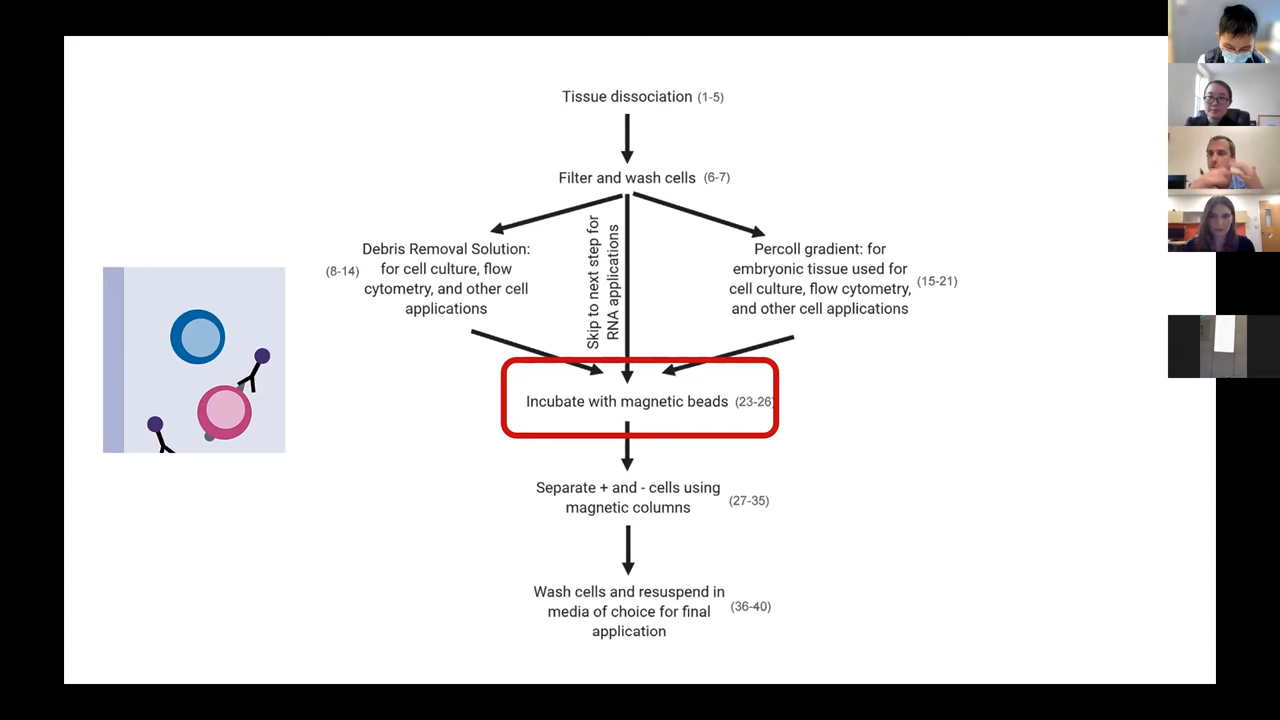 Tissue dissociation (1-5)
Filter and wash cells (6-7)
Debris Removal Solution:
for cell culture, flow
cytometry, and other cell
applications
(8-14)
Skip to next step for
RNA applications
Percoll gradient: for
embryonic tissue used for
cell culture, flow cytometry,
and other cell applications
(15-21)
Incubate with magnetic beads (23-26)
Separate + and - cells using
magnetic columns
(27-35)
Wash cells and resuspend in
media of choice for final
application
(36-40)